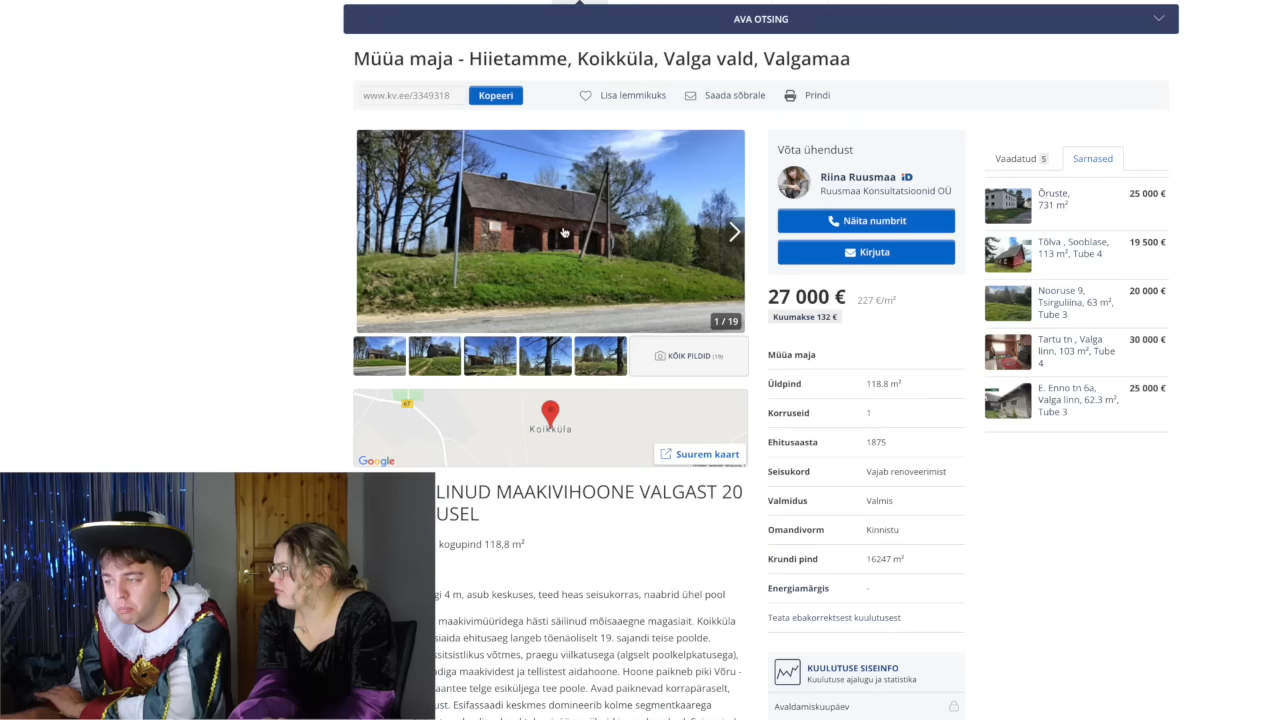 AVA OTSING
Müüa maja - Hiietamme, Koikküla, Valga vald, Valgamaa
www.kv.ee/3349318
Kopeeri
Lisa lemmikuks
Saada sõbrale
Prindi
1 / 19
KÕIK PILDID (19)
67
Koikküla
Google
Suurem kaart
LINUD MAAKIVIHOONE VALGAST 20
USEL
kogupind 118,8 m²
gi 4 m, asub keskuses, teed heas seisukorras, naabrid ühel pool
maakivimüüridega hästi säilinud mõisaaegne magasiait. Koikküla
siaida ehitusaeg langeb tõenäoliselt 19. sajandi teise poolde.
ssitsistlikus võtmes, praegu viilkatusega (algselt poolkelpkatusega),
adiga maakividest ja tellistest aidahoone. Hoone paikneb piki Võru -
aantee telge esiküljega tee poole. Avad paiknevad korrapäraselt,
ust. Esifassaadi keskmes domineerib kolme segmentkaarega
Võta ühendust
Riina Ruusmaa iD
Ruusmaa Konsultatsioonid OÜ
Näita numbrit
Kirjuta
27 000 € 227 €/m²
Kuumakse 132 €
Müüa maja
Üldpind 118.8 m²
Korruseid 1
Ehitusaasta 1875
Seisukord Vajab renoveerimist
Valmidus Valmis
Omandivorm Kinnistu
Krundi pind 16247 m²
Energiamärgis -
Teata ebakorrektsest kuulutusest
KUULUTUSE SISEINFO
Kuulutuse ajalugu ja statistika
Avaldamiskuupäev
Vaadatud 5
Sarnased
Õruste, 25 000 €
731 m²
Tõlva , Sooblase, 19 500 €
113 m², Tube 4
Nooruse 9, 20 000 €
Tsirguliina, 63 m²,
Tube 3
Tartu tn , Valga 30 000 €
linn, 103 m², Tube
4
E. Enno tn 6a, 25 000 €
Valga linn, 62.3 m²,
Tube 3